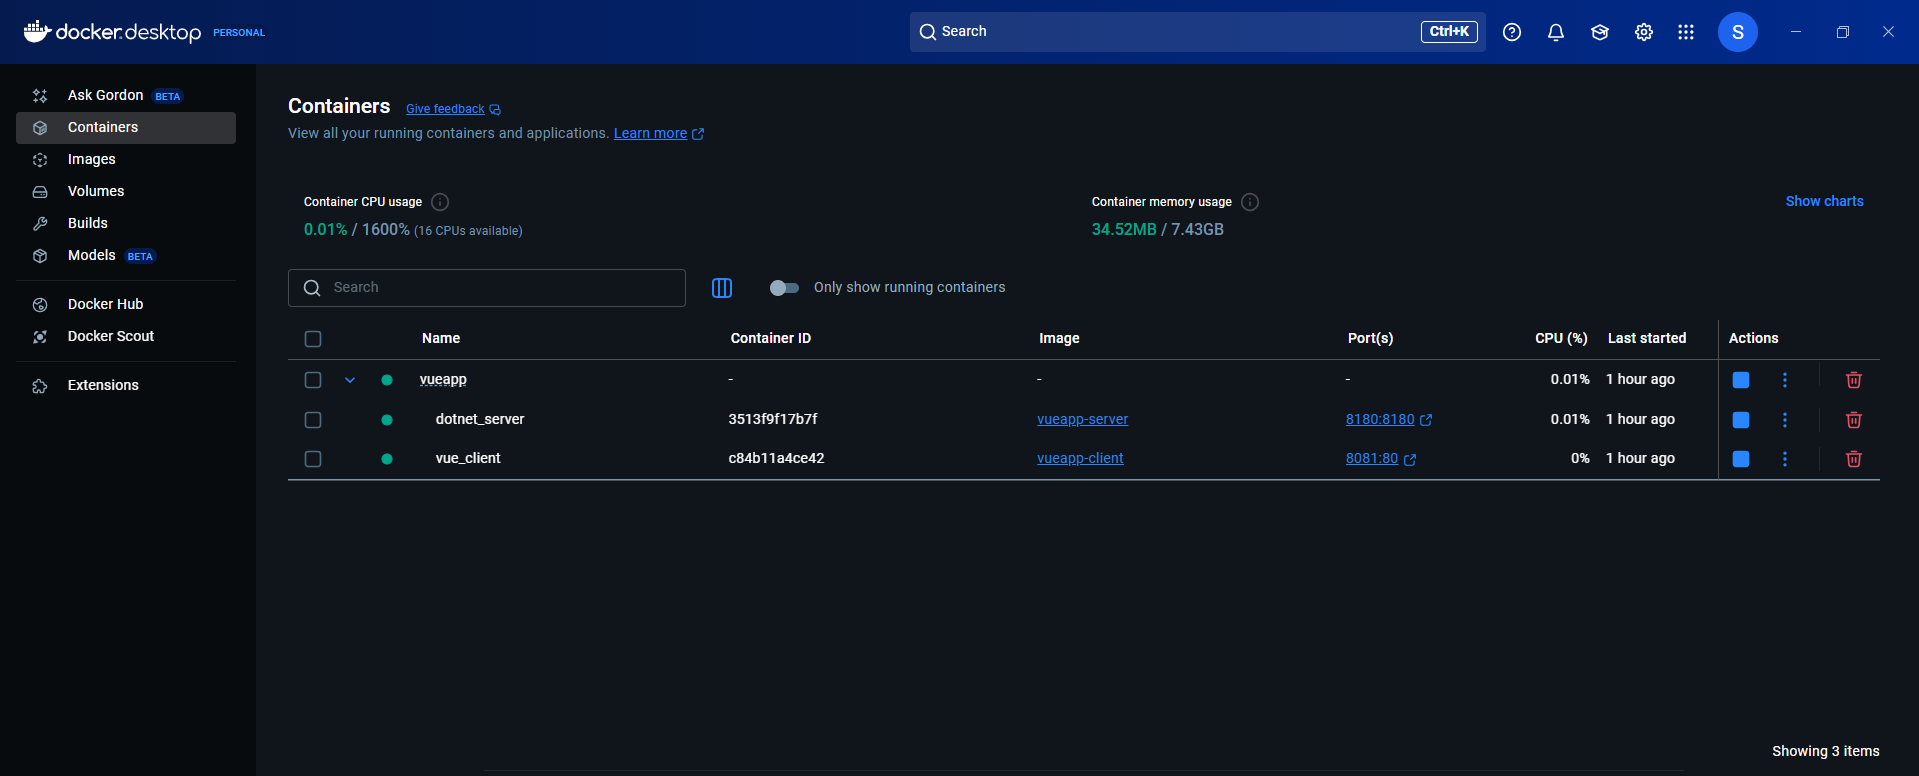 docker.desktop PERSONAL
Search Ctrl+K
S
Ask Gordon BETA
Containers
Images
Volumes
Builds
Models BETA
Docker Hub
Docker Scout
Extensions
Containers Give feedback
View all your running containers and applications. Learn more
Container CPU usage
0.01% / 1600% (16 CPUs available)
Container memory usage
34.52MB / 7.43GB
Show charts
Search
Only show running containers
Name Container ID Image Port(s) CPU (%) Last started Actions
vueapp - - - 0.01% 1 hour ago
dotnet_server 3513f9f17b7f vueapp-server 8180:8180 0.01% 1 hour ago
vue_client c84b11a4ce42 vueapp-client 8081:80 0% 1 hour ago
Showing 3 items